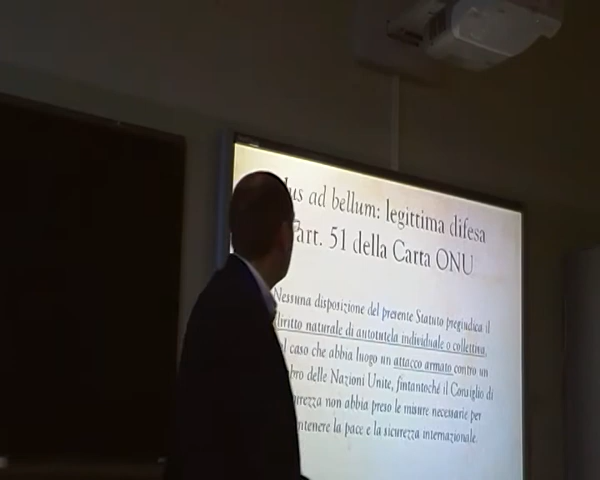 Jus ad bellum: legittima difesa
art. 51 della Carta ONU
Nessuna disposizione del presente Statuto pregiudica il
diritto naturale di autotutela individuale o collettiva,
caso che abbia luogo un attacco armato contro un
delle Nazioni Unite, fintantoché il Consiglio di
non abbia preso le misure necessarie per
la pace e la sicurezza internazionale.